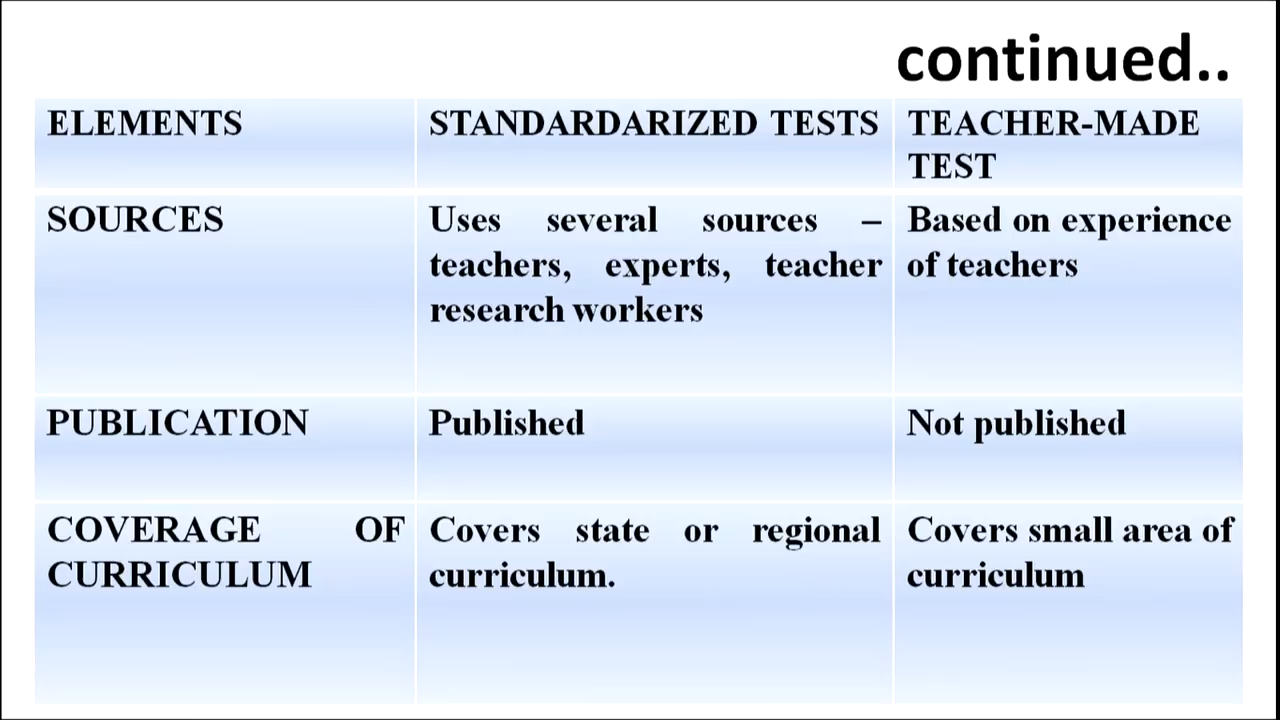 continued..
ELEMENTS
STANDARDARIZED TESTS
TEACHER-MADE
TEST
SOURCES
Uses several sources –
teachers, experts, teacher
research workers
Based on experience
of teachers
PUBLICATION
Published
Not published
COVERAGE OF
CURRICULUM
Covers state or regional
curriculum.
Covers small area of
curriculum